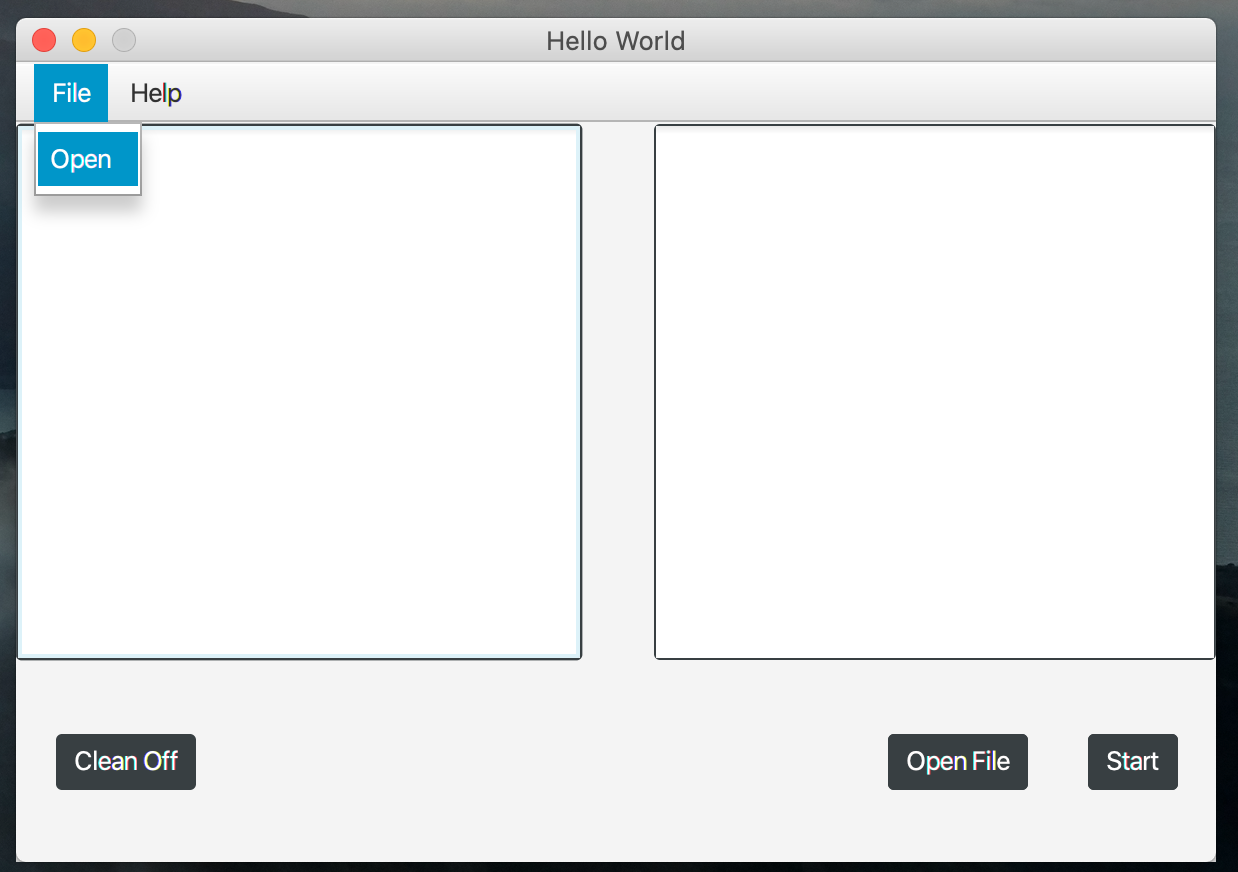 Hello World
File Help
Open
Clean Off Open File Start